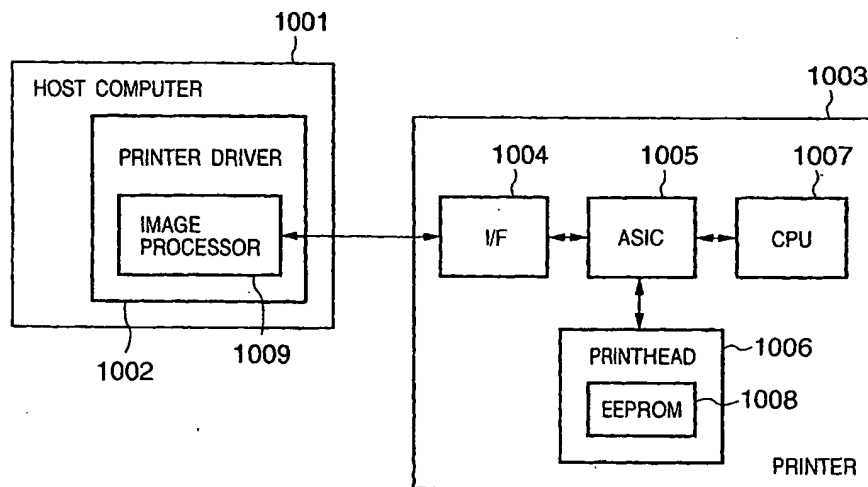 1001
HOST COMPUTER
PRINTER DRIVER
IMAGE
PROCESSOR
1002
1009
1003
1004
1005
1007
I/F
ASIC
CPU
PRINTHEAD
1006
EEPROM
1008
PRINTER